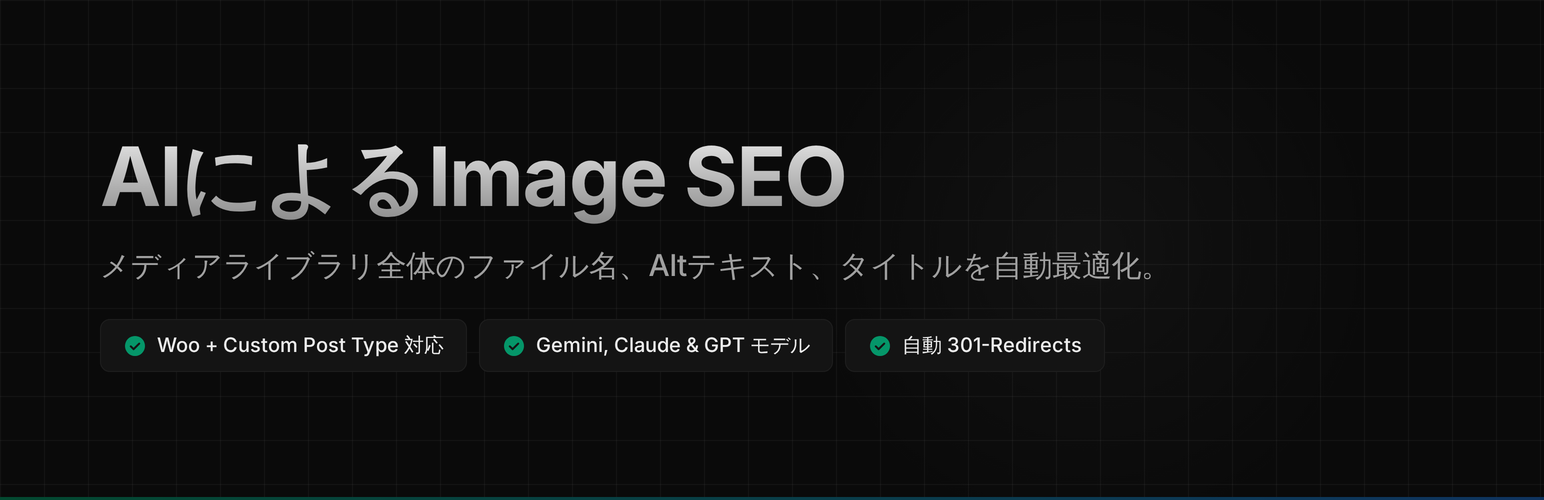 AIによるImage SEO
メディアライブラリ全体のファイル名、Altテキスト、タイトルを自動最適化。
Woo + Custom Post Type 対応
Gemini, Claude & GPT モデル
自動 301-Redirects